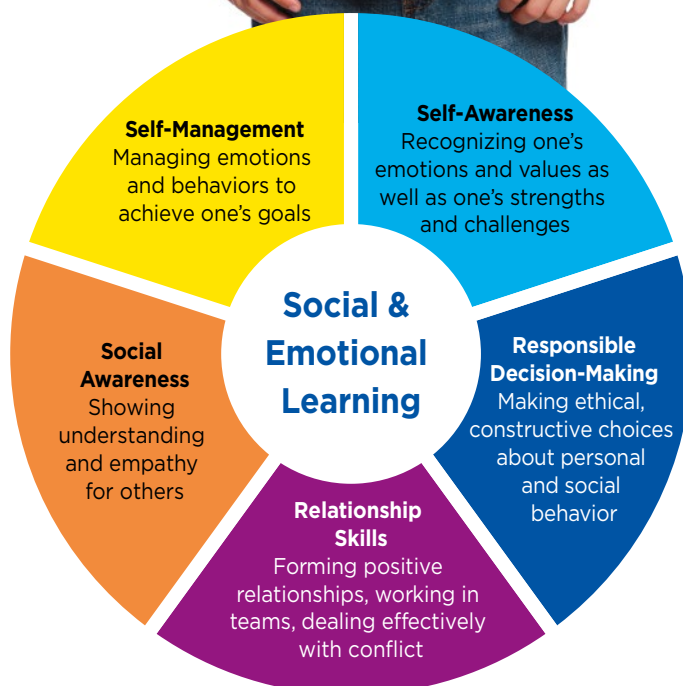 Self-Management
Managing emotions
and behaviors to
achieve one’s goals
Self-Awareness
Recognizing one’s
emotions and values as
well as one’s strengths
and challenges
Social &
Emotional
Learning
Social
Awareness
Showing
understanding
and empathy
for others
Responsible
Decision-Making
Making ethical,
constructive choices
about personal
and social
behavior
Relationship
Skills
Forming positive
relationships, working in
teams, dealing effectively
with conflict